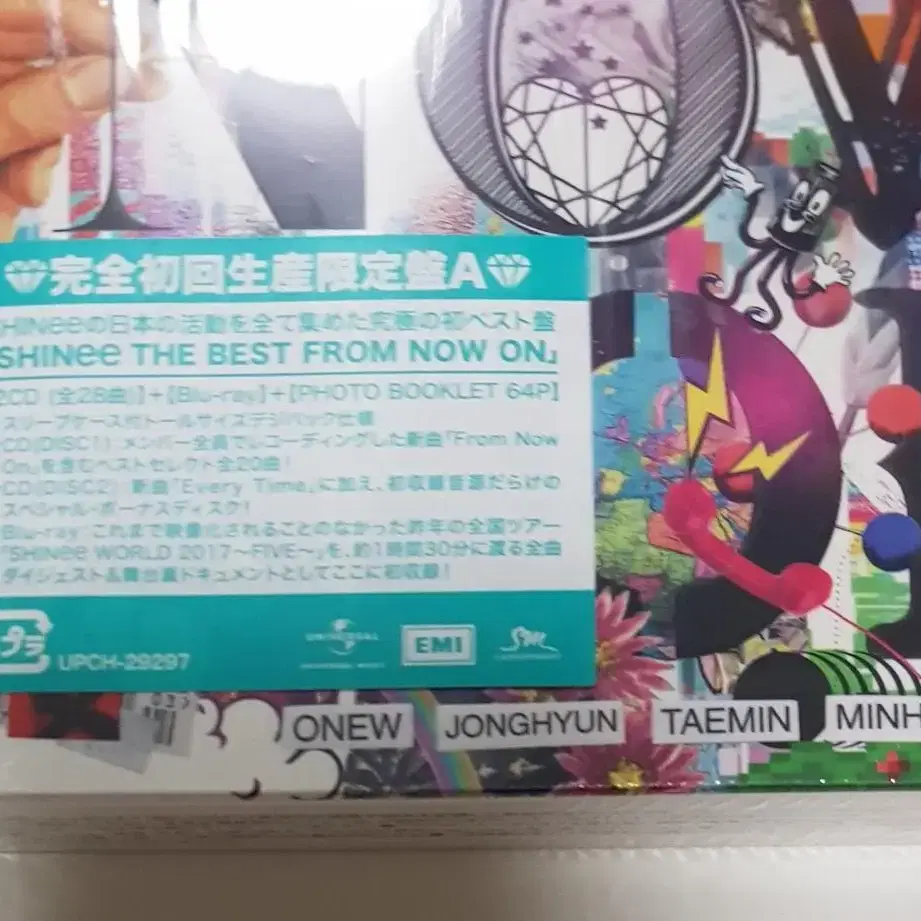 完全初回生産限定盤A
SHINeeの日本の活動を全て集めた究極の初ベスト盤
SHINee THE BEST FROM NOW ON』
2CD (全28曲)】+【Blu-ray】+【PHOTO BOOKLET 64P】
スリーブケース付トールサイズデジパック仕様
CD(DISC1):メンバー全員でレコーディングした新曲「From Now
On」を含むベストセレクト全20曲!
CD(DISC2):新曲「Every Time」に加え、初収録音源だらけの
スペシャル・ボーナスディスク!
Blu-ray:これまで映像化されることのなかった昨年の全国ツアー
「SHINee WORLD 2017〜FIVE〜」を、約1時間30分に渡る全曲
ダイジェスト&舞台裏ドキュメントとしてここに初収録!
プラ
UPCH-29297
UNIVERSAL
UNIVERSAL MUSIC
EMI
SM
ONEW
JONGHYUN
TAEMIN
MINH